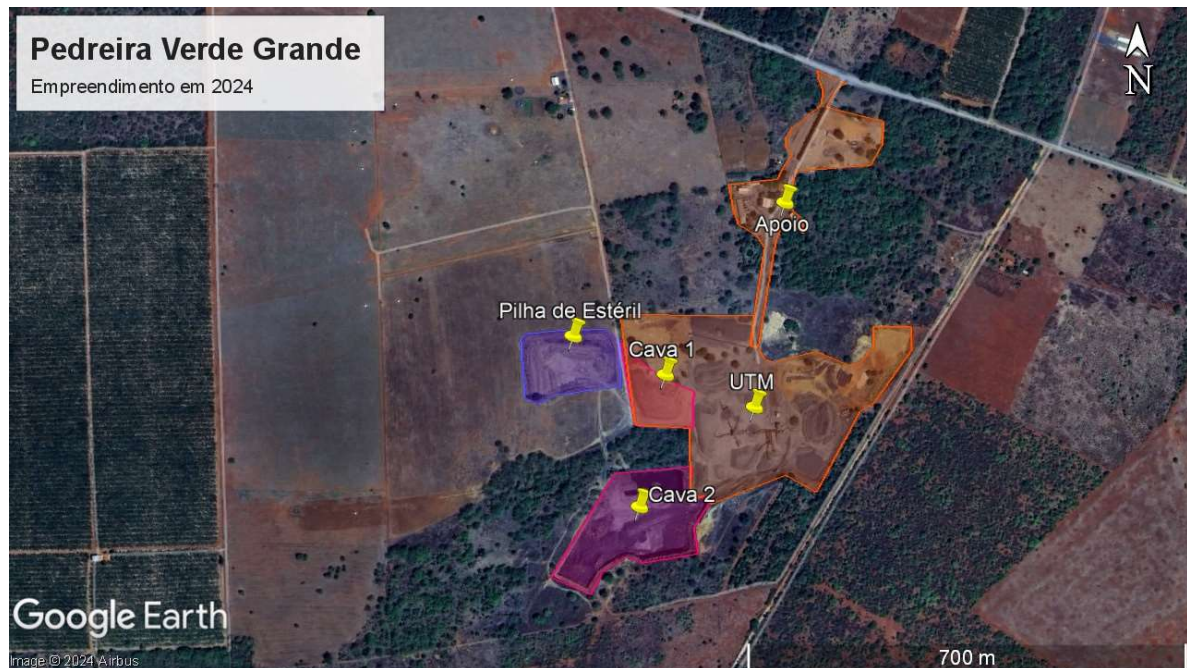 Pedreira Verde Grande
Empreendimento em 2024
N
Apoio
Pilha de Estéril
Cava 1
UTM
Cava 2
Google Earth
Image © 2024 Airbus
700 m